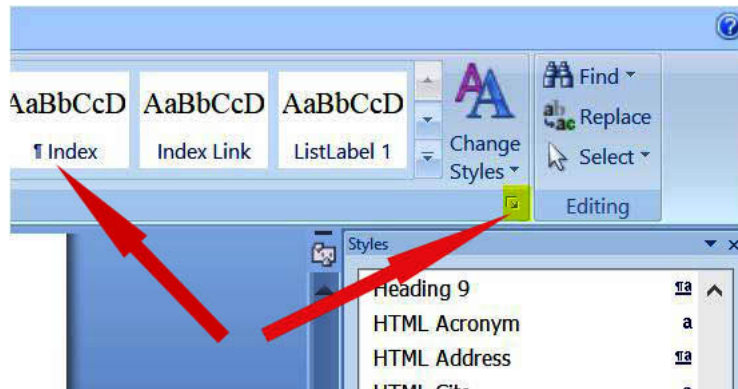 AaBbCcD AaBbCcD AaBbCcD
¶ Index Index Link ListLabel 1
Change
Styles
Find
Replace
Select
Editing
Styles
Heading 9 ¶a
HTML Acronym a
HTML Address ¶a